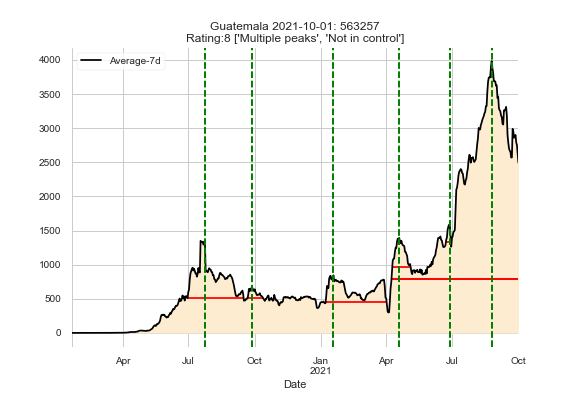 Guatemala 2021-10-01: 563257
Rating:8 ['Multiple peaks', 'Not in control']
Average-7d
4000
3500
3000
2500
2000
1500
1000
500
0
Apr Jul Oct Jan Apr Jul Oct
2021
Date